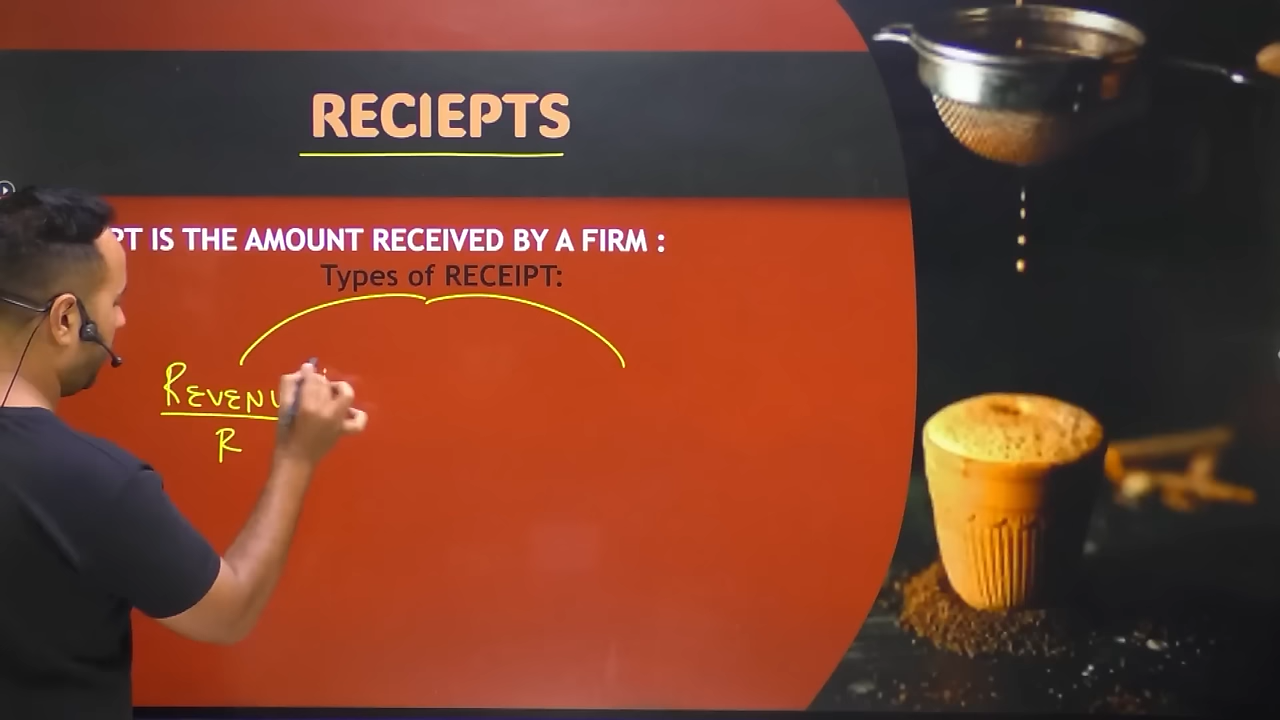 RECIEPTS
PT IS THE AMOUNT RECEIVED BY A FIRM :
Types of RECEIPT:
REVENU
R